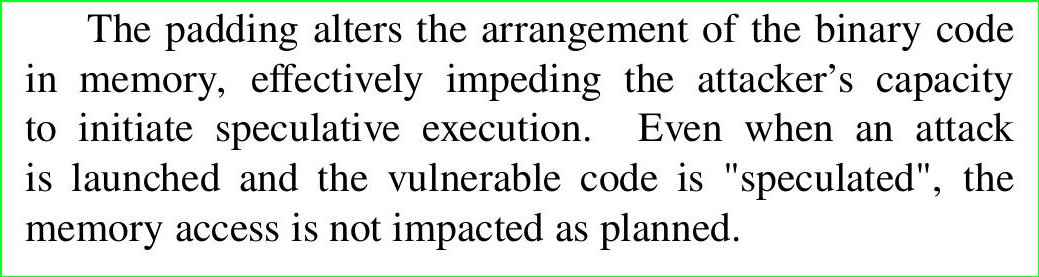 The padding alters the arrangement of the binary code
in memory, effectively impeding the attacker’s capacity
to initiate speculative execution. Even when an attack
is launched and the vulnerable code is "speculated", the
memory access is not impacted as planned.